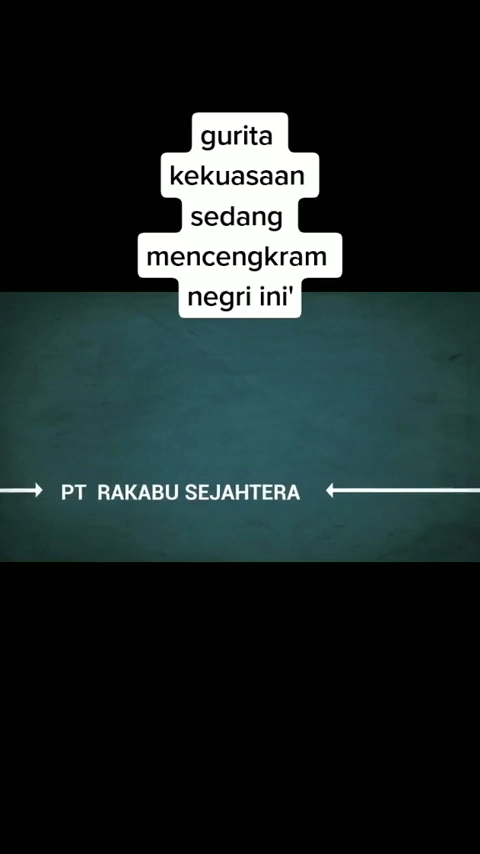 gurita
kekuasaan
sedang
mencengkram
negri ini'
PT RAKABU SEJAHTERA